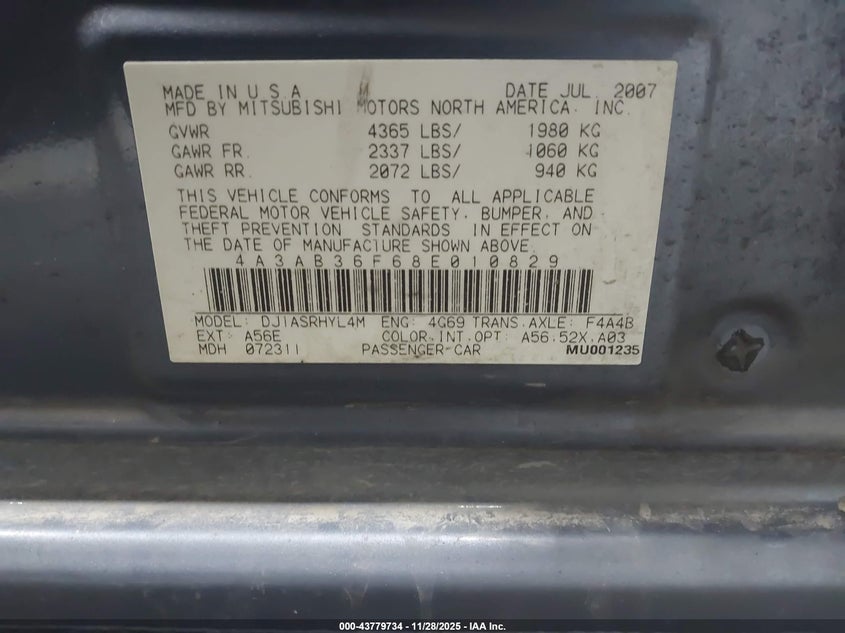 MADE IN U.S.A. DATE JUL. 2007
MFD BY MITSUBISHI MOTORS NORTH AMERICA. INC.
GVWR 4365 LBS/ 1980 KG
GAWR FR. 2337 LBS/ 1060 KG
GAWR RR. 2072 LBS/ 940 KG
THIS VEHICLE CONFORMS TO ALL APPLICABLE
FEDERAL MOTOR VEHICLE SAFETY. BUMPER, AND
THEFT PREVENTION STANDARDS IN EFFECT ON
THE DATE OF MANUFACTURE SHOWN ABOVE.
4A3AB36F68E010829
MODEL: DJ1ASRHYL4M ENG: 4G69 TRANS.AXLE: F4A4B
EXT: A56E COLOR.INT.OPT: A56.52X.A03
MDH 072311 PASSENGER-CAR MU001235
000-43779734 - 11/28/2025 - IAA Inc.